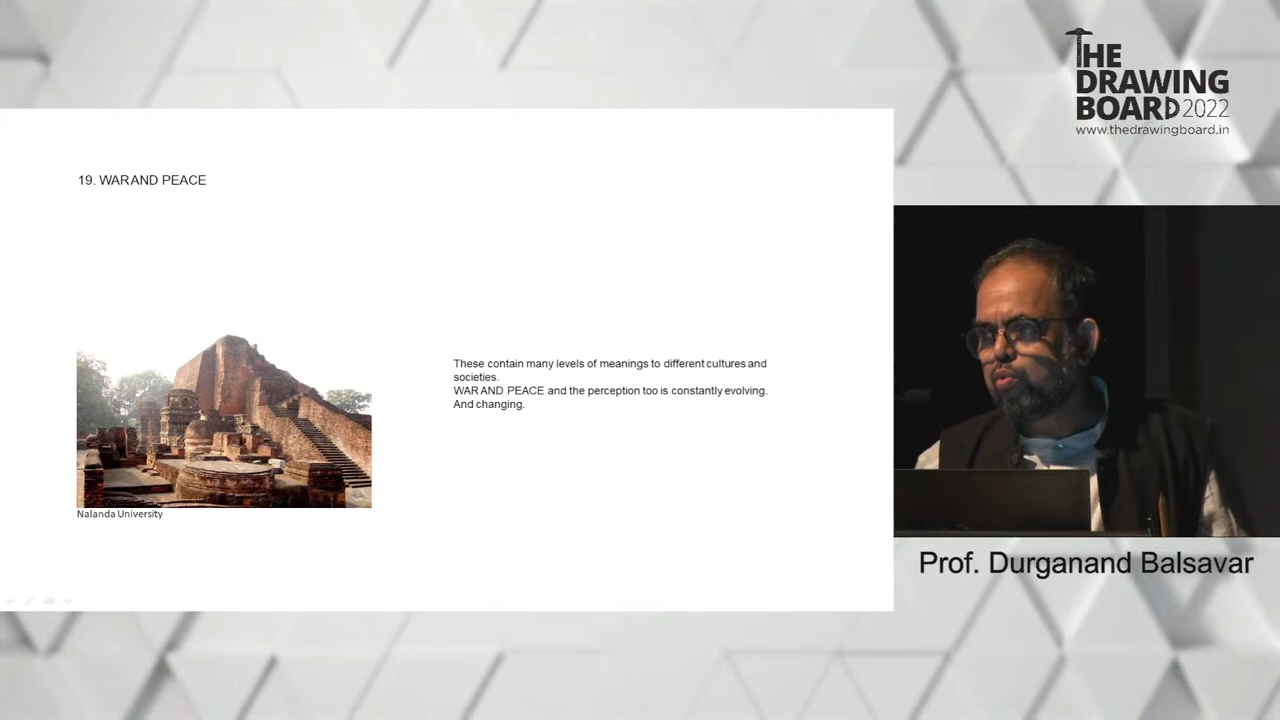 THE
DRAWING
BOARD 2022
www.thedrawingboard.in
19. WAR AND PEACE
These contain many levels of meanings to different cultures and
societies.
WAR AND PEACE and the perception too is constantly evolving.
And changing.
Nalanda University
Prof. Durganand Balsavar